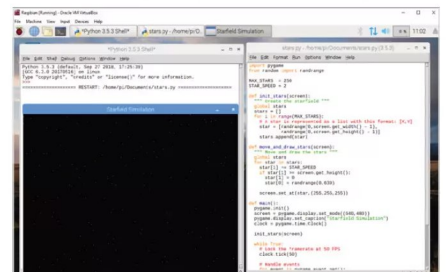 Raspbian [Running] - Oracle VM VirtualBox
File Machine View Input Devices Help
*Python 3.5.3 Shell*
stars.py - /home/pi/D...
Starfield Simulation
11:02
*Python 3.5.3 Shell*
File Edit Shell Debug Options Window Help
Python 3.5.3 (default, Sep 27 2018, 17:25:39)
[GCC 6.3.0 20170516] on linux
Type "copyright", "credits" or "license()" for more information.
>>>
RESTART: /home/pi/Documents/stars.py
Starfield Simulation
stars.py - /home/pi/Documents/stars.py (3.5.3)
File Edit Format Run Options Window Help
import pygame
from random import randrange
MAX_STARS = 250
STAR_SPEED = 2
def init_stars(screen):
""" Create the starfield """
global stars
stars = []
for i in range(MAX_STARS):
# A star is represented as a list with this format: [X,Y]
star = [randrange(0,screen.get_width() - 1),
randrange(0,screen.get_height() - 1)]
stars.append(star)
def move_and_draw_stars(screen):
""" Move and draw the stars """
global stars
for star in stars:
star[1] += STAR_SPEED
if star[1] >= screen.get_height():
star[1] = 0
star[0] = randrange(0,639)
screen.set_at(star,(255,255,255))
def main():
pygame.init()
screen = pygame.display.set_mode((640,480))
pygame.display.set_caption("Starfield Simulation")
clock = pygame.time.Clock()
init_stars(screen)
while True:
# Lock the framerate at 50 FPS
clock.tick(50)
# Handle events
for event in pygame.event.get():